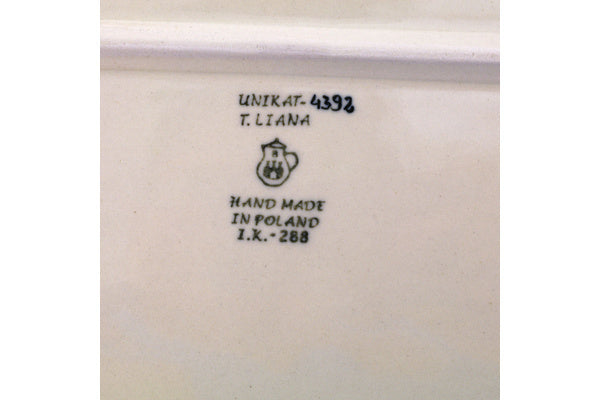 UNIKAT-4392
T. LIANA
B
HAND MADE
IN POLAND
I.K.-288